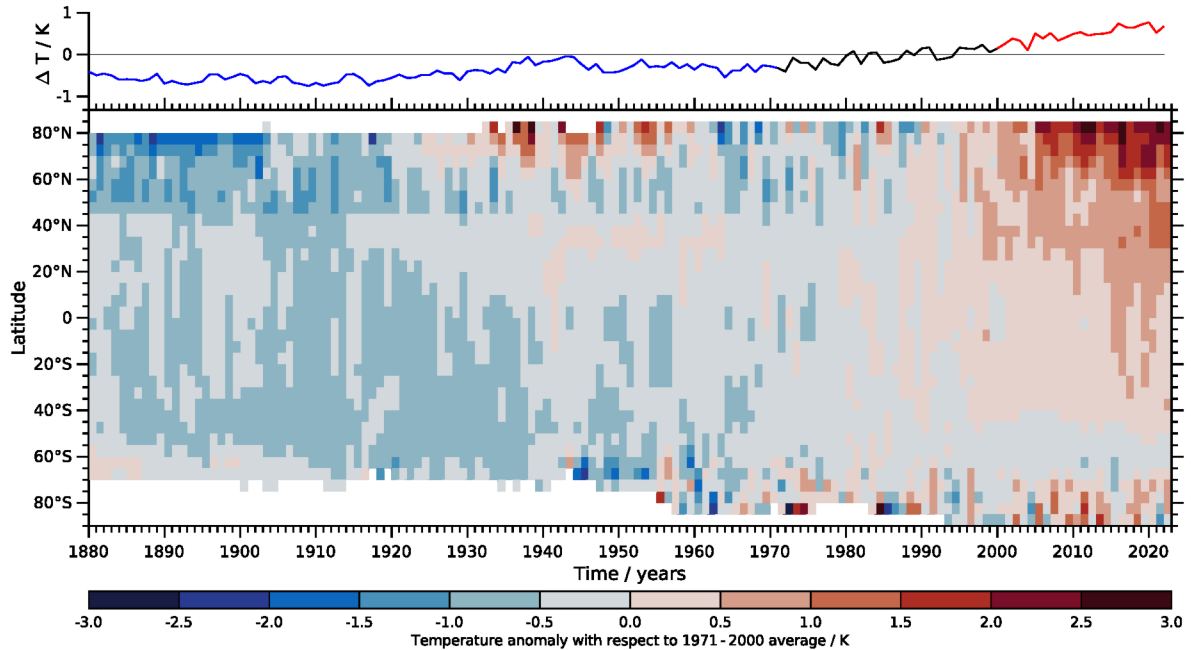 1
0
-1
Δ T / K
80°N
60°N
40°N
20°N
0
20°S
40°S
60°S
80°S
Latitude
1880 1890 1900 1910 1920 1930 1940 1950 1960 1970 1980 1990 2000 2010 2020
Time / years
-3.0 -2.5 -2.0 -1.5 -1.0 -0.5 0.0 0.5 1.0 1.5 2.0 2.5 3.0
Temperature anomaly with respect to 1971 - 2000 average / K